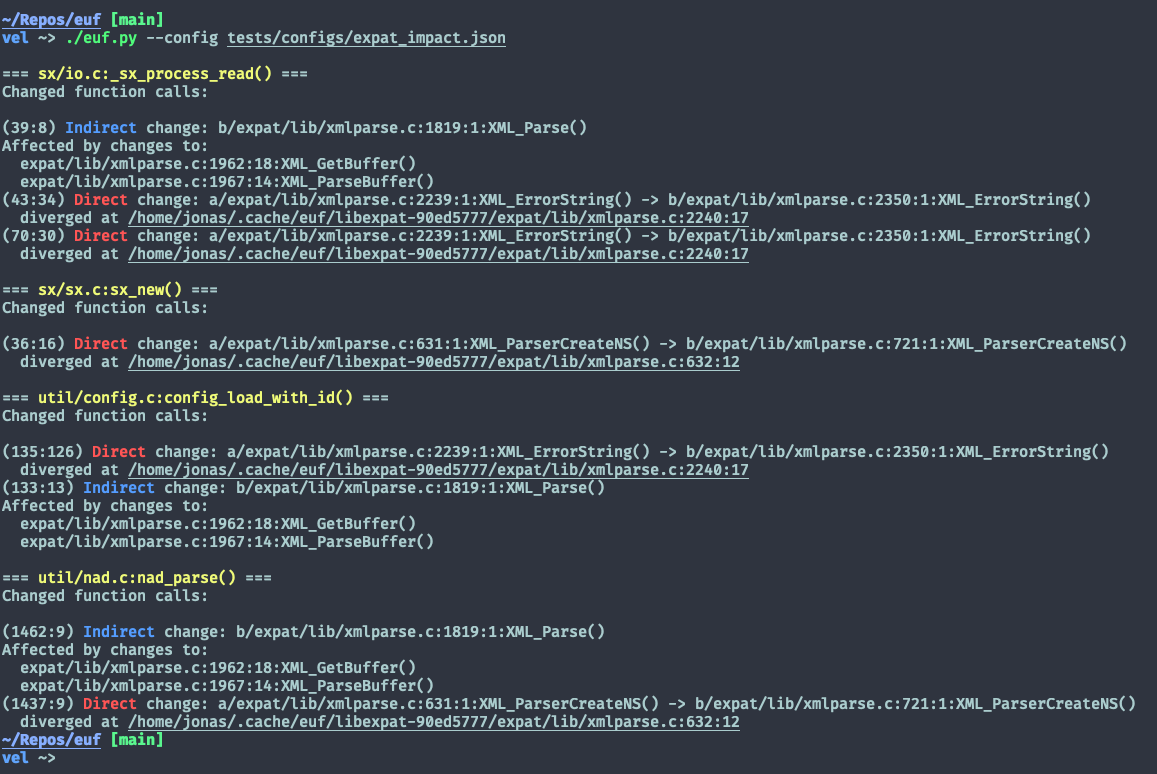 ~/Repos/euf [main]
vel ~> ./euf.py --config tests/configs/expat_impact.json
=== sx/io.c:_sx_process_read() ===
Changed function calls:
(39:8) Indirect change: b/expat/lib/xmlparse.c:1819:1:XML_Parse()
Affected by changes to:
  expat/lib/xmlparse.c:1962:18:XML_GetBuffer()
  expat/lib/xmlparse.c:1967:14:XML_ParseBuffer()
(43:34) Direct change: a/expat/lib/xmlparse.c:2239:1:XML_ErrorString() -> b/expat/lib/xmlparse.c:2350:1:XML_ErrorString()
  diverged at /home/jonas/.cache/euf/libexpat-90ed5777/expat/lib/xmlparse.c:2240:17
(70:30) Direct change: a/expat/lib/xmlparse.c:2239:1:XML_ErrorString() -> b/expat/lib/xmlparse.c:2350:1:XML_ErrorString()
  diverged at /home/jonas/.cache/euf/libexpat-90ed5777/expat/lib/xmlparse.c:2240:17
=== sx/sx.c:sx_new() ===
Changed function calls:
(36:16) Direct change: a/expat/lib/xmlparse.c:631:1:XML_ParserCreateNS() -> b/expat/lib/xmlparse.c:721:1:XML_ParserCreateNS()
  diverged at /home/jonas/.cache/euf/libexpat-90ed5777/expat/lib/xmlparse.c:632:12
=== util/config.c:config_load_with_id() ===
Changed function calls:
(135:126) Direct change: a/expat/lib/xmlparse.c:2239:1:XML_ErrorString() -> b/expat/lib/xmlparse.c:2350:1:XML_ErrorString()
  diverged at /home/jonas/.cache/euf/libexpat-90ed5777/expat/lib/xmlparse.c:2240:17
(133:13) Indirect change: b/expat/lib/xmlparse.c:1819:1:XML_Parse()
Affected by changes to:
  expat/lib/xmlparse.c:1962:18:XML_GetBuffer()
  expat/lib/xmlparse.c:1967:14:XML_ParseBuffer()
=== util/nad.c:nad_parse() ===
Changed function calls:
(1462:9) Indirect change: b/expat/lib/xmlparse.c:1819:1:XML_Parse()
Affected by changes to:
  expat/lib/xmlparse.c:1962:18:XML_GetBuffer()
  expat/lib/xmlparse.c:1967:14:XML_ParseBuffer()
(1437:9) Direct change: a/expat/lib/xmlparse.c:631:1:XML_ParserCreateNS() -> b/expat/lib/xmlparse.c:721:1:XML_ParserCreateNS()
  diverged at /home/jonas/.cache/euf/libexpat-90ed5777/expat/lib/xmlparse.c:632:12
~/Repos/euf [main]
vel ~>